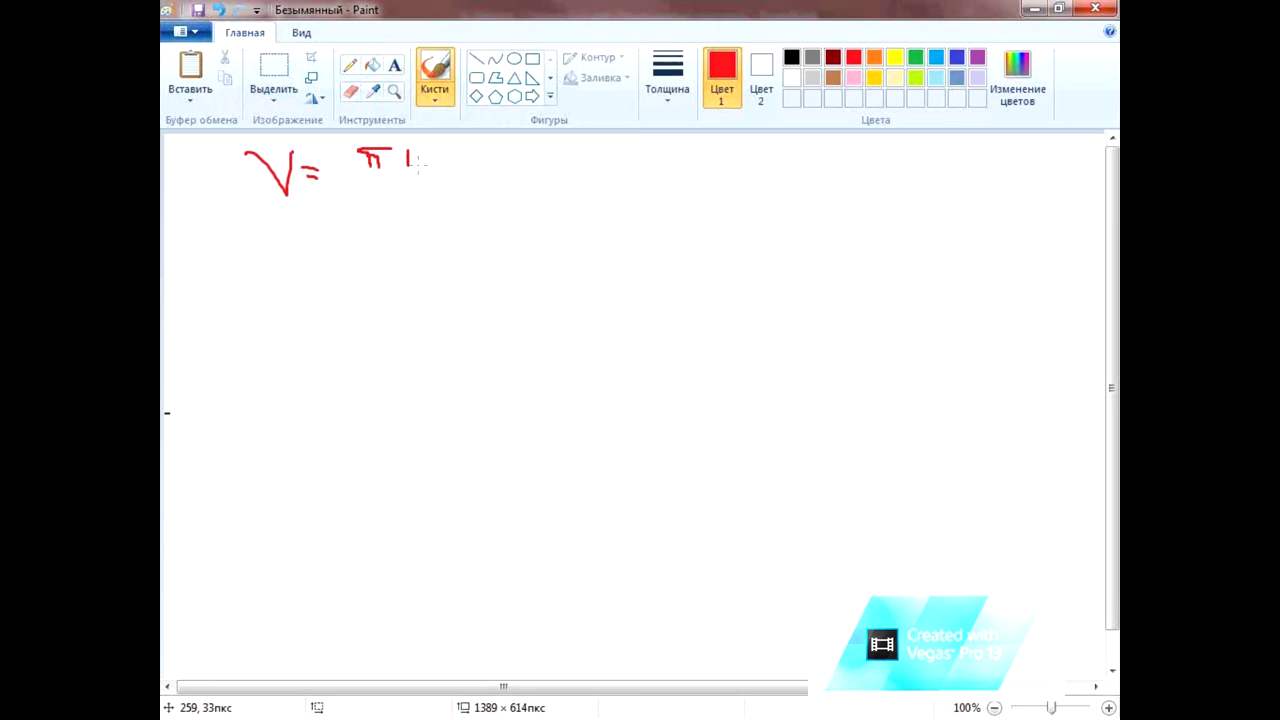 Безымянный - Paint
Главная Вид
Вставить Выделить Кисти Контур Заливка Толщина Цвет 1 Цвет 2 Изменение цветов
Буфер обмена Изображение Инструменты Фигуры Цвета
V = π
Created with
Vegas Pro 13
259, 33пкс 1389 × 614пкс 100%